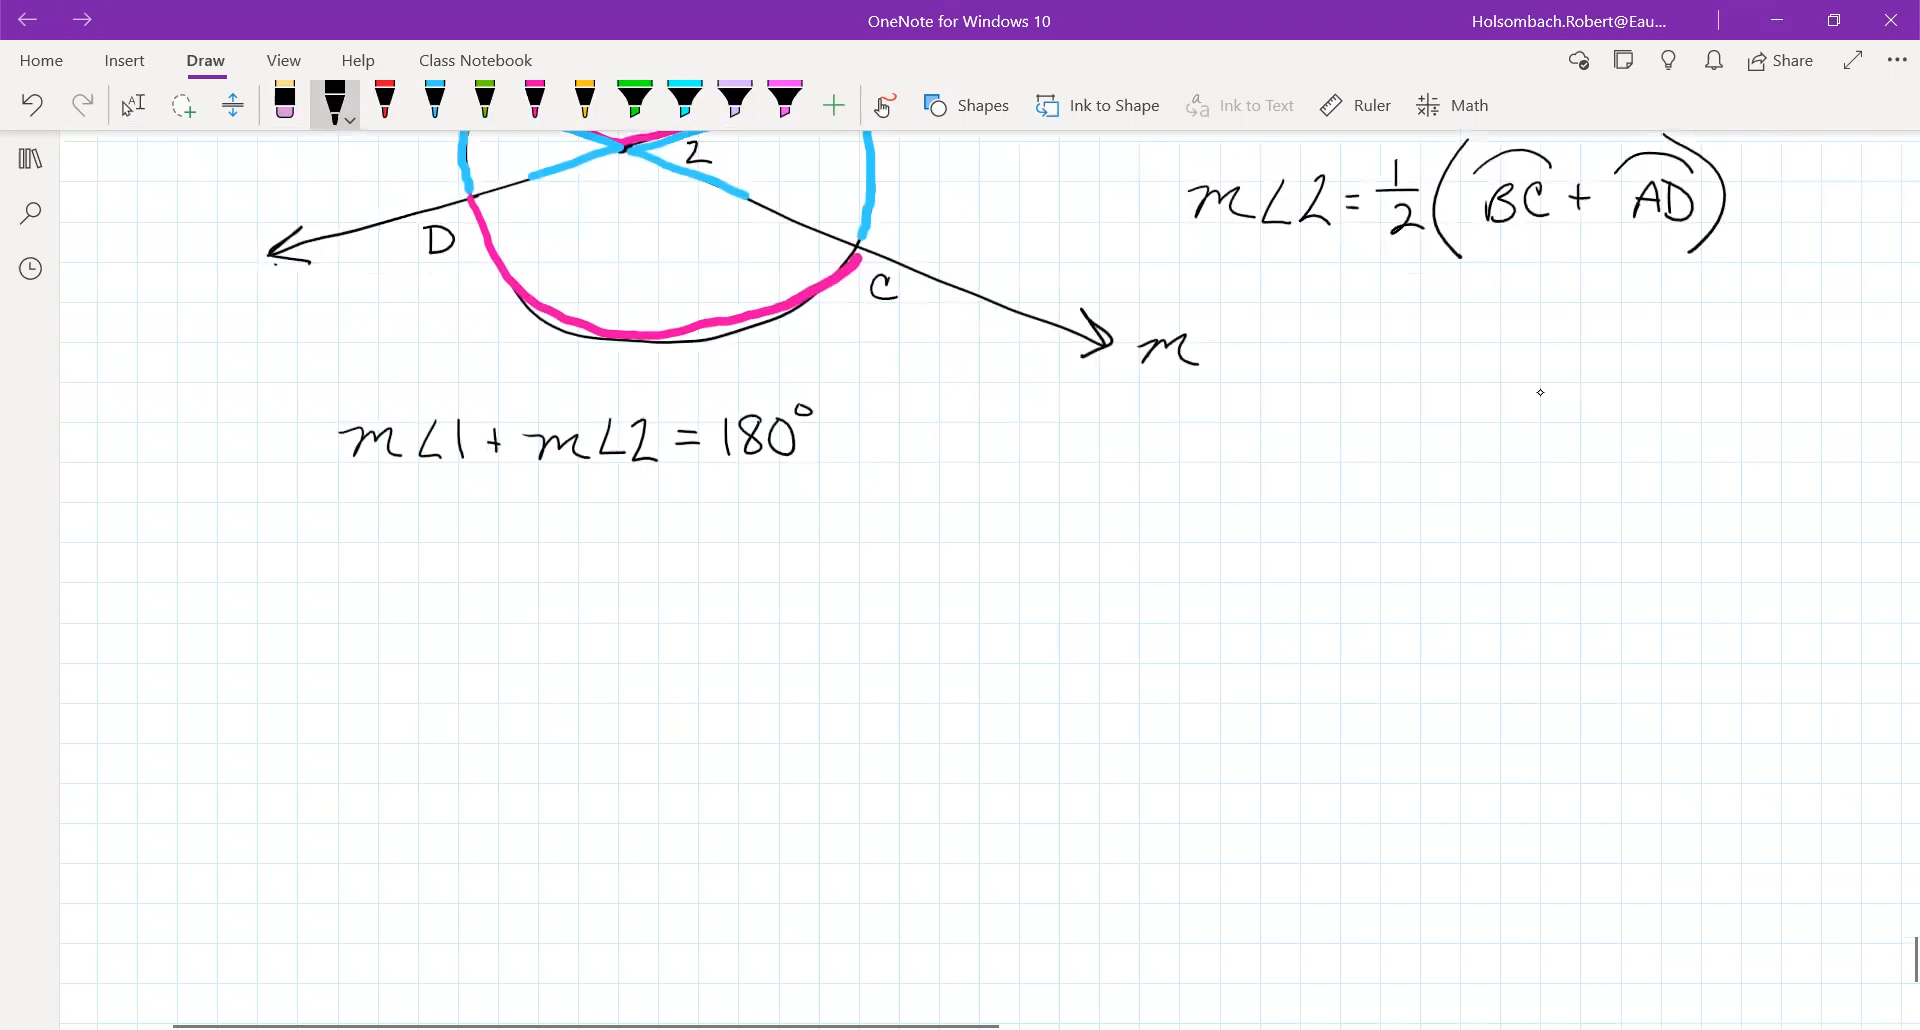 OneNote for Windows 10
Holsombach.Robert@Eau...
Home Insert Draw View Help Class Notebook
Share
Shapes Ink to Shape Ink to Text Ruler Math
2
m∠2 = 1/2 (BC + AD)
D
C
m
m∠1 + m∠2 = 180°